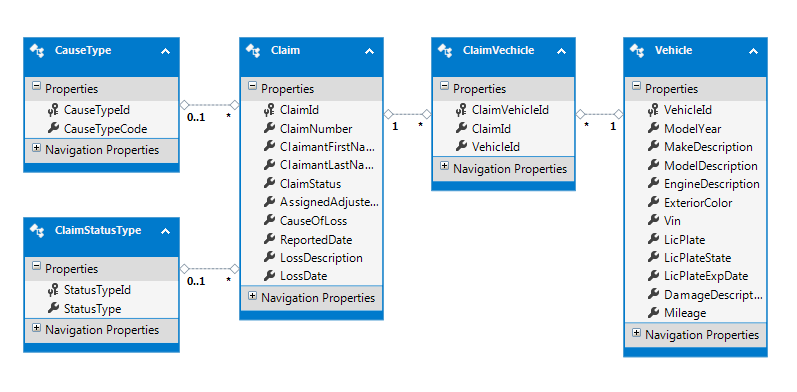 CauseType
Properties
CauseTypeId
CauseTypeCode
Navigation Properties
0..1
*
ClaimStatusType
Properties
StatusTypeId
StatusType
Navigation Properties
0..1
*
Claim
Properties
ClaimId
ClaimNumber
ClaimantFirstNa...
ClaimantLastNa...
ClaimStatus
AssignedAdjuste...
CauseOfLoss
ReportedDate
LossDescription
LossDate
Navigation Properties
1
*
ClaimVechicle
Properties
ClaimVehicleId
ClaimId
VehicleId
Navigation Properties
*
1
Vehicle
Properties
VehicleId
ModelYear
MakeDescription
ModelDescription
EngineDescription
ExteriorColor
Vin
LicPlate
LicPlateState
LicPlateExpDate
DamageDescript...
Mileage
Navigation Properties